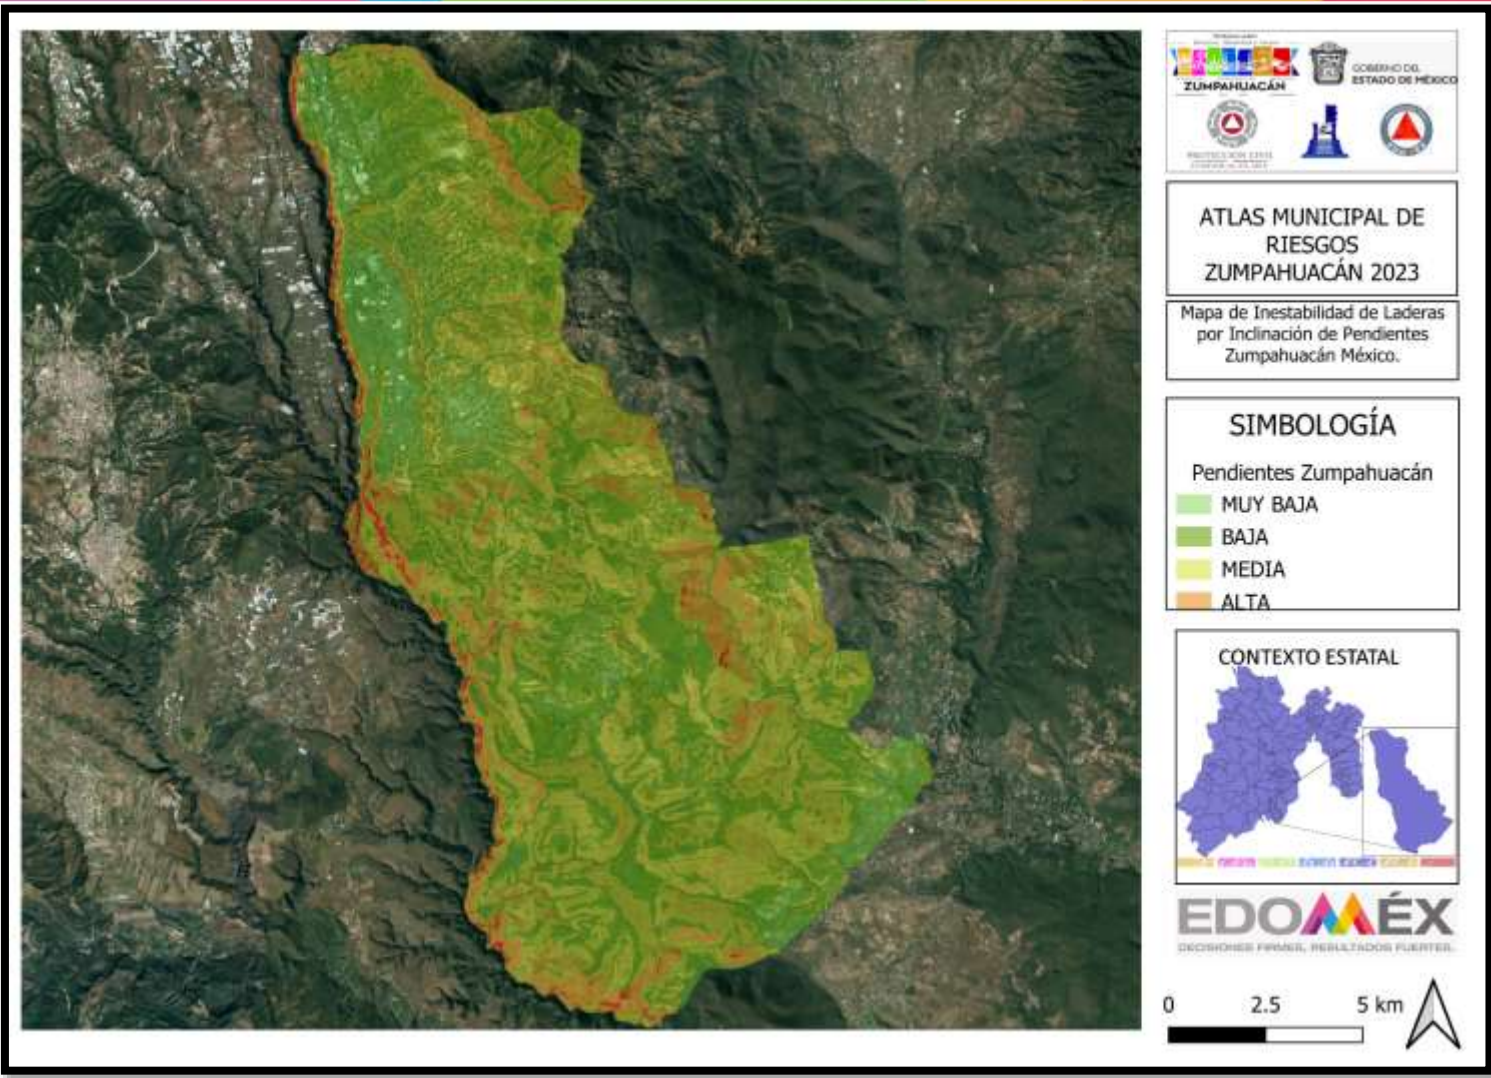 ZUMPAHUACÁN
GOBIERNO DEL
ESTADO DE MÉXICO
PROTECCIÓN CIVIL
ATLAS MUNICIPAL DE
RIESGOS
ZUMPAHUACÁN 2023
Mapa de Inestabilidad de Laderas
por Inclinación de Pendientes
Zumpahuacán México.
SIMBOLOGÍA
Pendientes Zumpahuacán
MUY BAJA
BAJA
MEDIA
ALTA
CONTEXTO ESTATAL
EDOMÉX
DECISIONES FIRMES, RESULTADOS FUERTES.
0 2.5 5 km